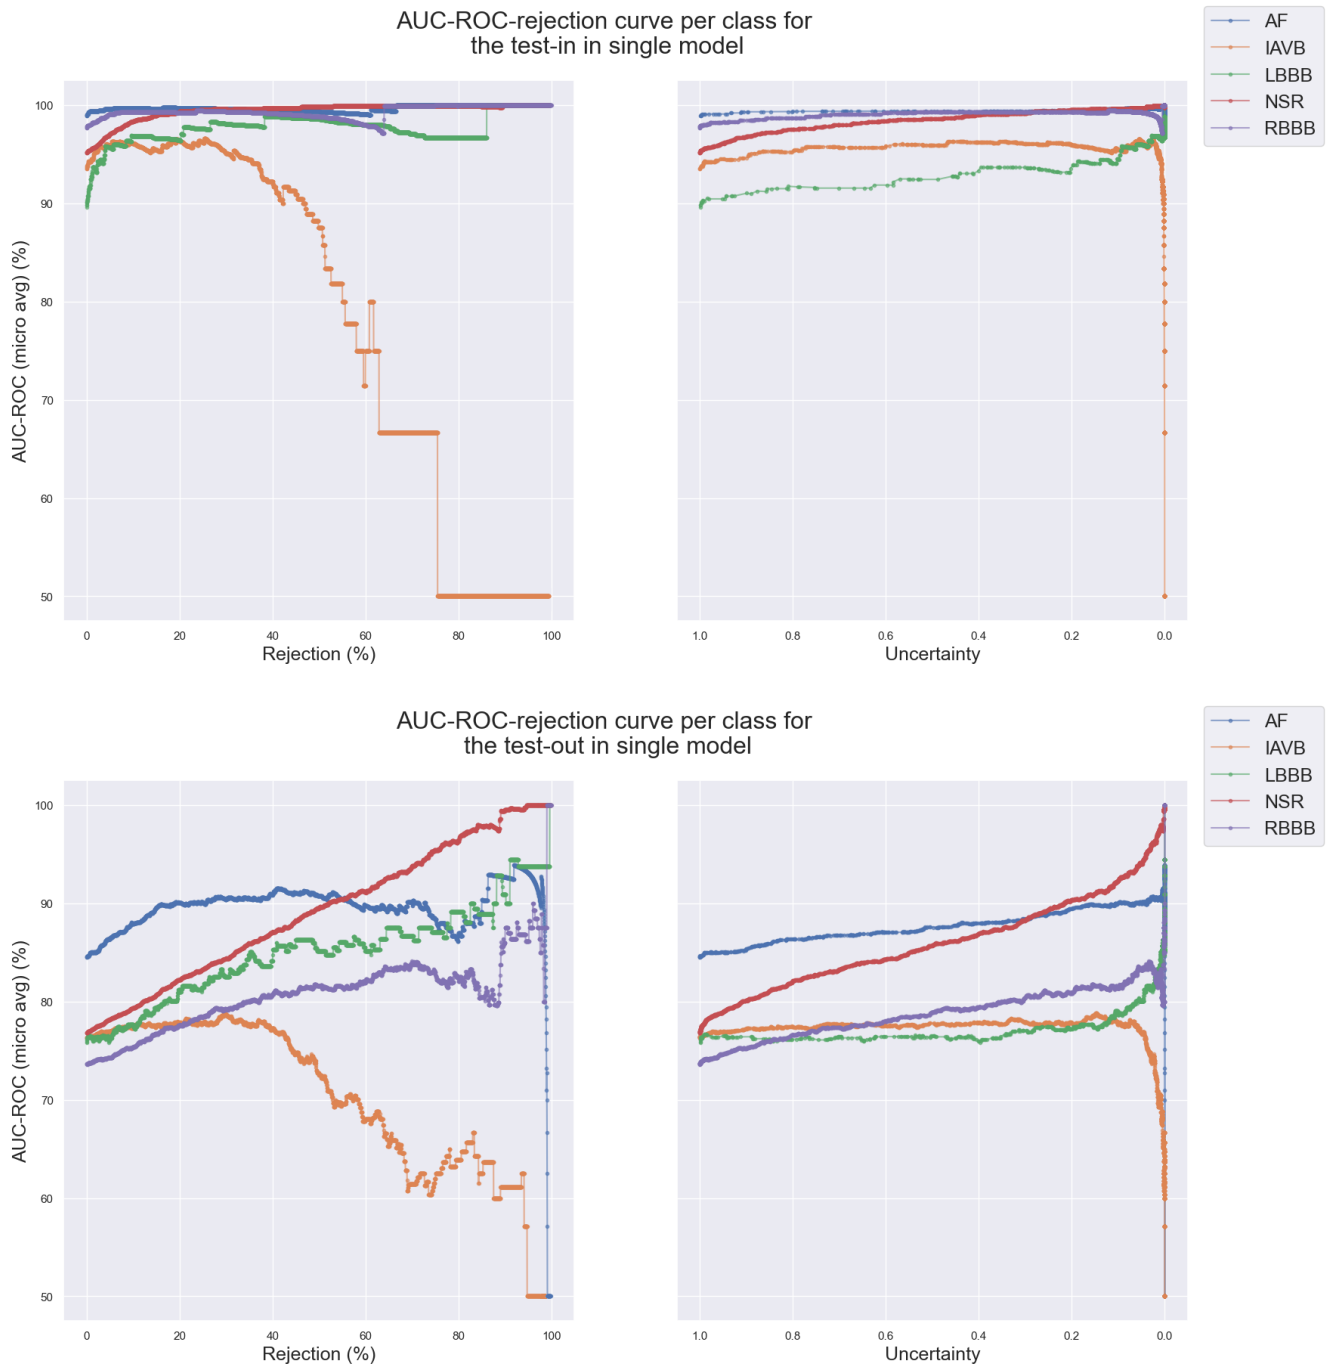 AUC-ROC-rejection curve per class for
the test-in in single model
AF
IAVB
LBBB
NSR
RBBB
AUC-ROC (micro avg) (%)
100
90
80
70
60
50
0 20 40 60 80 100
Rejection (%)
1.0 0.8 0.6 0.4 0.2 0.0
Uncertainty
AUC-ROC-rejection curve per class for
the test-out in single model
AF
IAVB
LBBB
NSR
RBBB
AUC-ROC (micro avg) (%)
100
90
80
70
60
50
0 20 40 60 80 100
Rejection (%)
1.0 0.8 0.6 0.4 0.2 0.0
Uncertainty